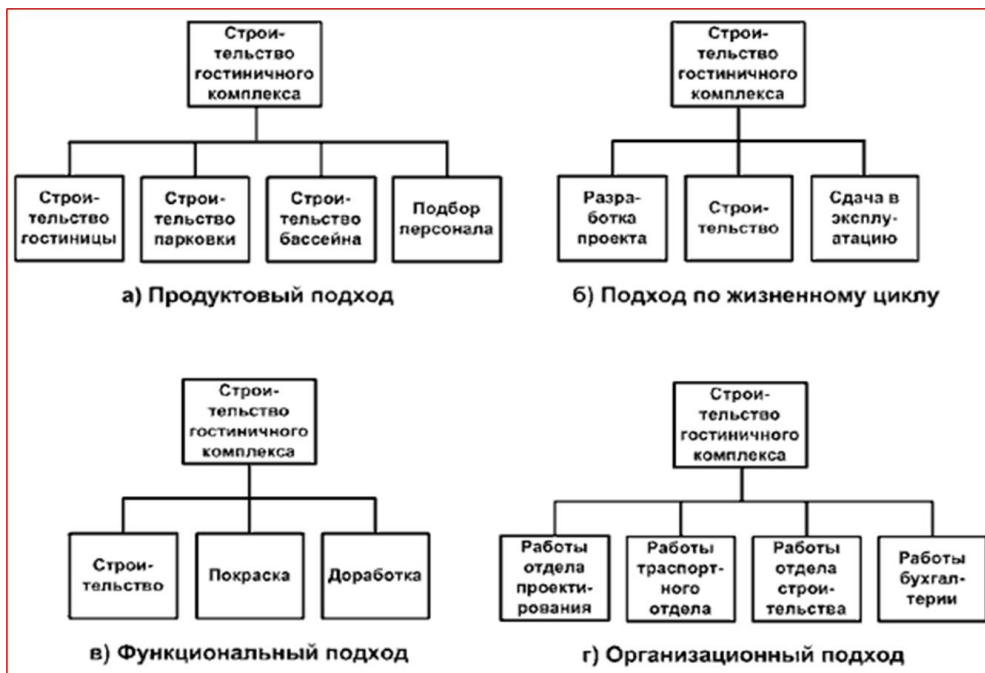 Строи-
тельство
гостиничного
комплекса
Строи-
тельство
гостиницы
Строи-
тельство
парковки
Строи-
тельство
бассейна
Подбор
персонала
а) Продуктовый подход
Строи-
тельство
гостиничного
комплекса
Разра-
ботка
проекта
Строи-
тельство
Сдача в
эксплу-
атацию
б) Подход по жизненному циклу
Строи-
тельство
гостиничного
комплекса
Строи-
тельство
Покраска
Доработка
в) Функциональный подход
Строи-
тельство
гостиничного
комплекса
Работы
отдела
проекти-
рования
Работы
траспорт-
ного
отдела
Работы
отдела
строи-
тельства
Работы
бухгал-
терии
г) Организационный подход